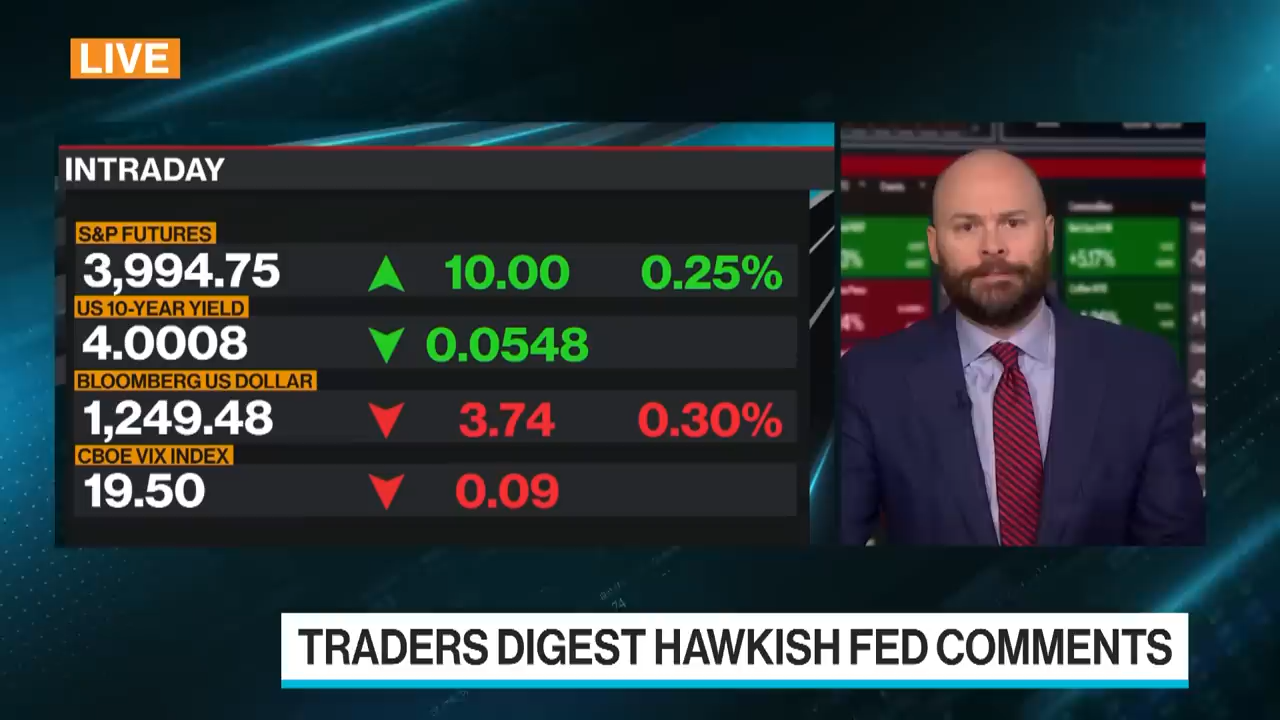 LIVE
INTRADAY
S&P FUTURES
3,994.75 ▲ 10.00 0.25%
US 10-YEAR YIELD
4.0008 ▼ 0.0548
BLOOMBERG US DOLLAR
1,249.48 ▼ 3.74 0.30%
CBOE VIX INDEX
19.50 ▼ 0.09
+5.17%
TRADERS DIGEST HAWKISH FED COMMENTS